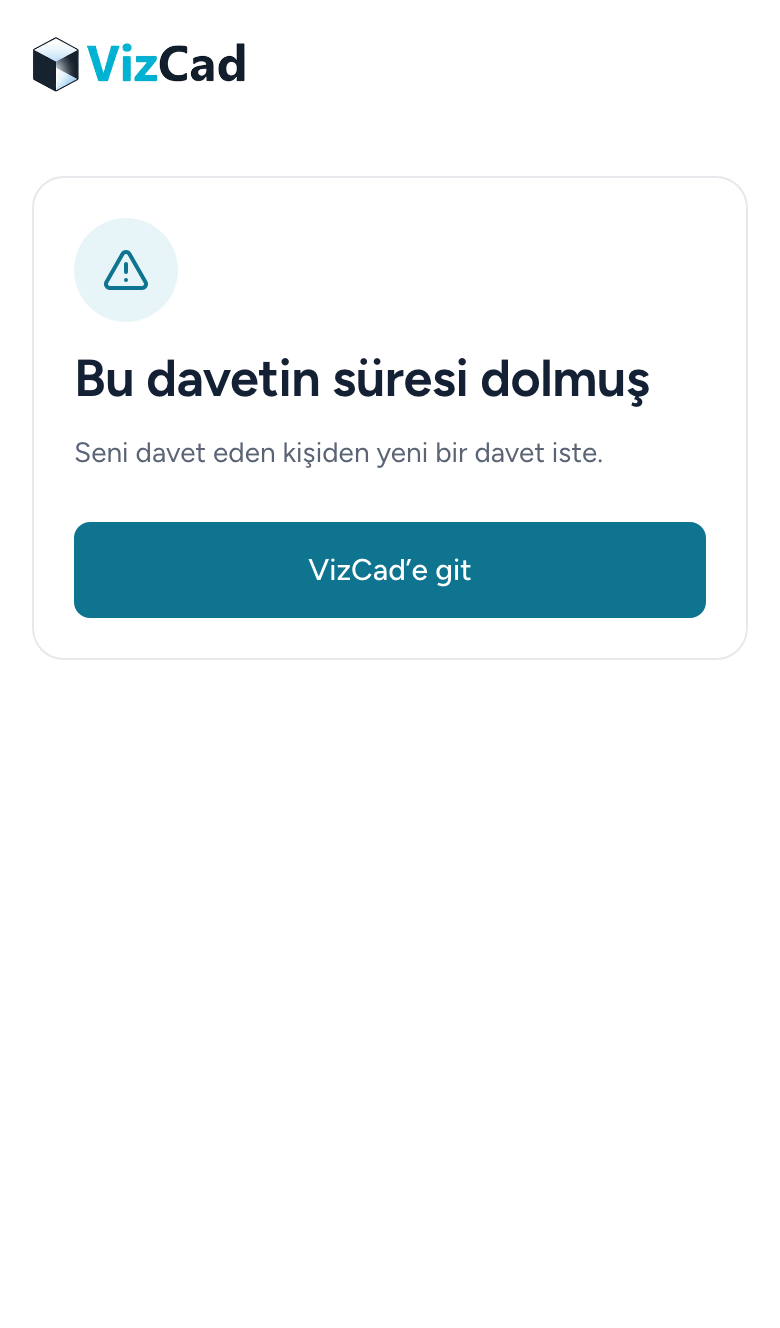 VizCad
Bu davetin süresi dolmuş
Seni davet eden kişiden yeni bir davet iste.
VizCad’e git